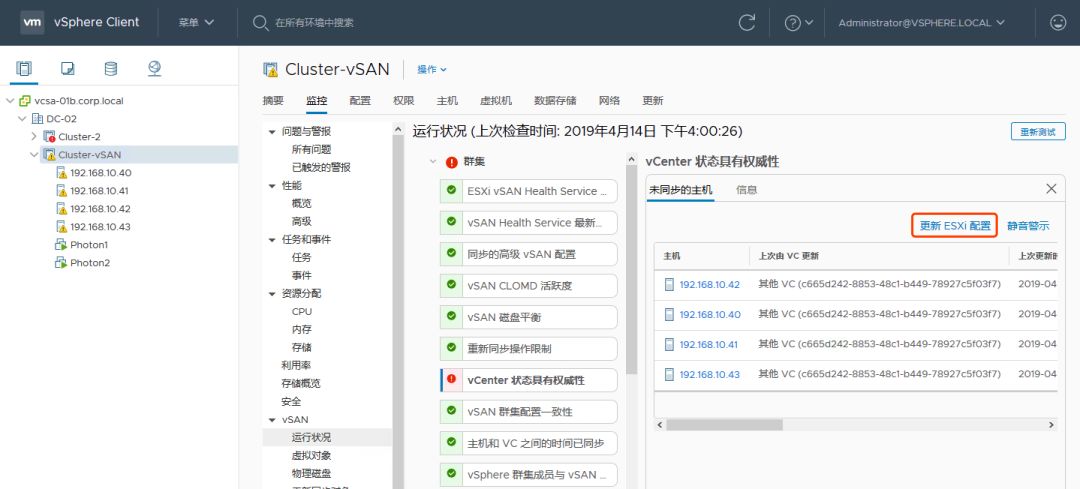 vm vSphere Client 菜单 在所有环境中搜索 Administrator@VSPHERE.LOCAL
vcsa-01b.corp.local
DC-02
Cluster-2
Cluster-vSAN
192.168.10.40
192.168.10.41
192.168.10.42
192.168.10.43
Photon1
Photon2
Cluster-vSAN 操作
摘要 监控 配置 权限 主机 虚拟机 数据存储 网络 更新
问题与警报
所有问题
已触发的警报
性能
概览
高级
任务和事件
任务
事件
资源分配
CPU
内存
存储
利用率
存储概览
安全
vSAN
运行状况
虚拟对象
物理磁盘
重新同步对象
运行状况 (上次检查时间: 2019年4月14日 下午4:00:26) 重新测试
群集
ESXi vSAN Health Service ...
vSAN Health Service 最新...
同步的高级 vSAN 配置
vSAN CLOMD 活跃度
vSAN 磁盘平衡
重新同步操作限制
vCenter 状态具有权威性
vSAN 群集配置一致性
主机和 VC 之间的时间已同步
vSphere 群集成员与 vSAN ...
vCenter 状态具有权威性
未同步的主机 信息
更新 ESXi 配置 静音警示
主机 上次由 VC 更新 上次更新时
192.168.10.42 其他 VC (c665d242-8853-48c1-b449-78927c5f03f7) 2019-04
192.168.10.40 其他 VC (c665d242-8853-48c1-b449-78927c5f03f7) 2019-04
192.168.10.41 其他 VC (c665d242-8853-48c1-b449-78927c5f03f7) 2019-04
192.168.10.43 其他 VC (c665d242-8853-48c1-b449-78927c5f03f7) 2019-04